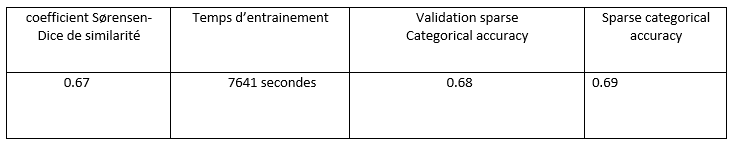 coefficient Sørensen-
Dice de similarité
Temps d'entrainement
Validation sparse
Categorical accuracy
Sparse categorical
accuracy
0.67
7641 secondes
0.68
0.69